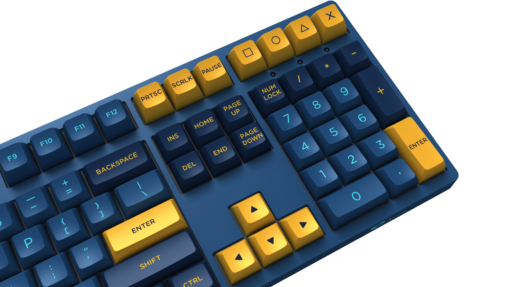 PRTSC SCRLK PAUSE □ ○ △ X
F9 F10 F11 F12
INS HOME PAGE UP
DEL END PAGE DOWN
NUM LOCK / * -
7 8 9 +
4 5 6
1 2 3 ENTER
0 .
BACKSPACE
— - + =
| \
P { [ } ]
ENTER
: ; " '
SHIFT
CTRL
▲
◀ ▼ ▶